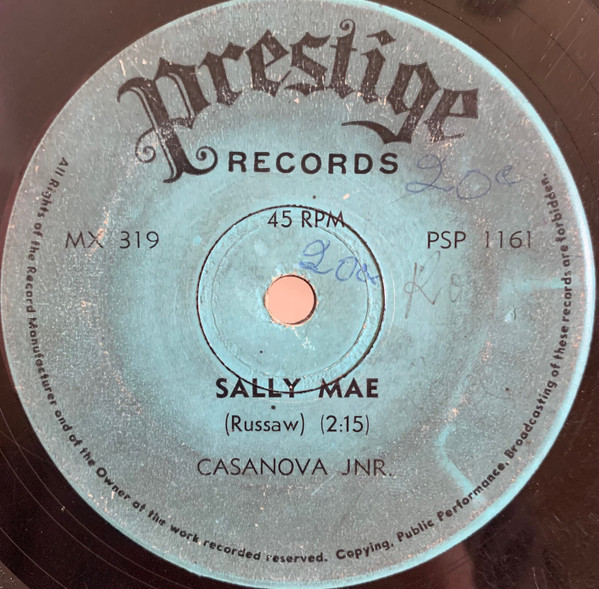 Prestige
RECORDS
20c
45 RPM
MX 319
PSP 1161
20c
SALLY MAE
(Russaw) (2:15)
CASANOVA JNR.
All Rights of the Record Manufacturer and of the Owner of the work recorded reserved. Copying, Public Performance, Broadcasting of these records are forbidden.